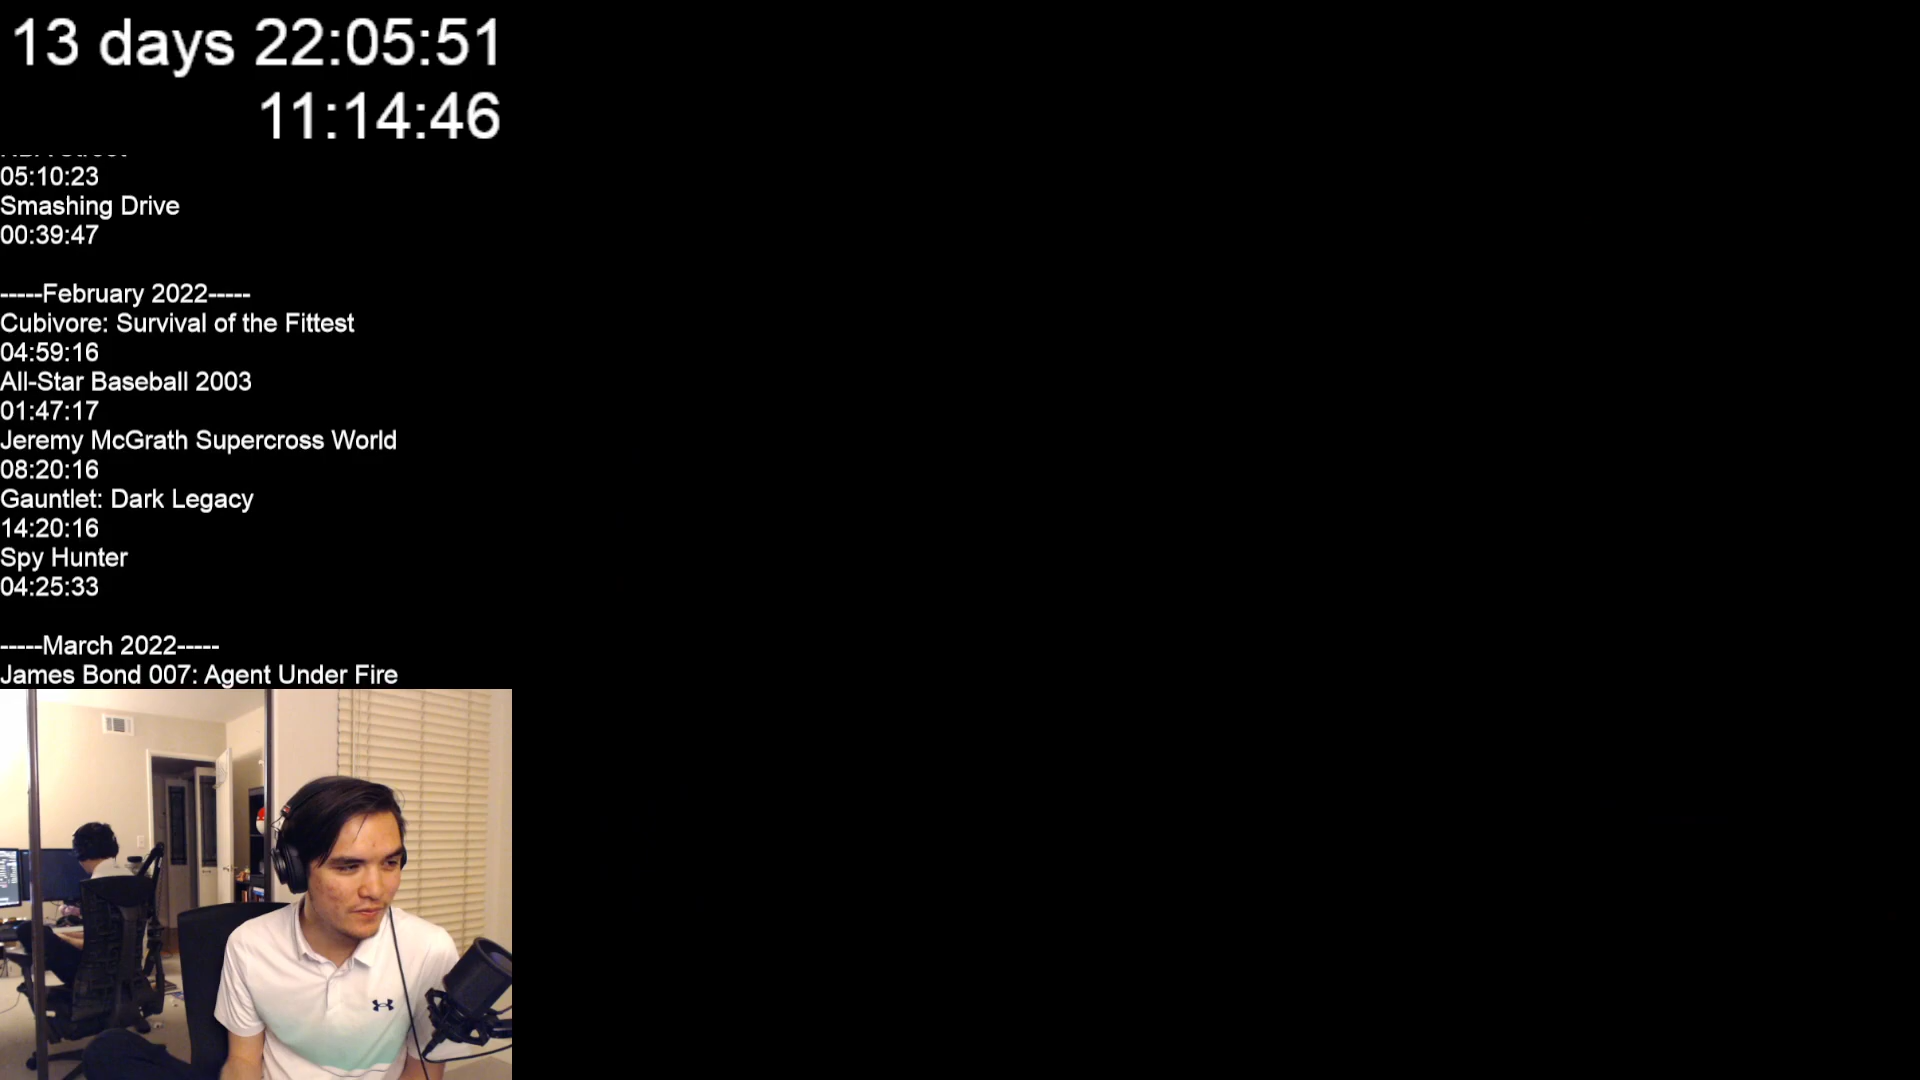 13 days 22:05:51
11:14:46
05:10:23
Smashing Drive
00:39:47
-----February 2022-----
Cubivore: Survival of the Fittest
04:59:16
All-Star Baseball 2003
01:47:17
Jeremy McGrath Supercross World
08:20:16
Gauntlet: Dark Legacy
14:20:16
Spy Hunter
04:25:33
-----March 2022-----
James Bond 007: Agent Under Fire